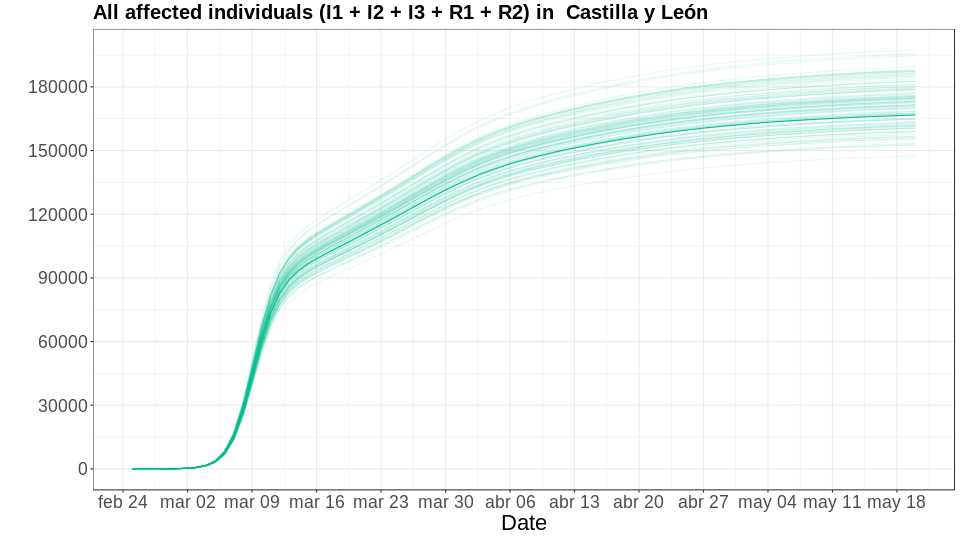 All affected individuals (I1 + I2 + I3 + R1 + R2) in  Castilla y León
180000
150000
120000
90000
60000
30000
0
feb 24 mar 02 mar 09 mar 16 mar 23 mar 30 abr 06 abr 13 abr 20 abr 27 may 04 may 11 may 18
Date